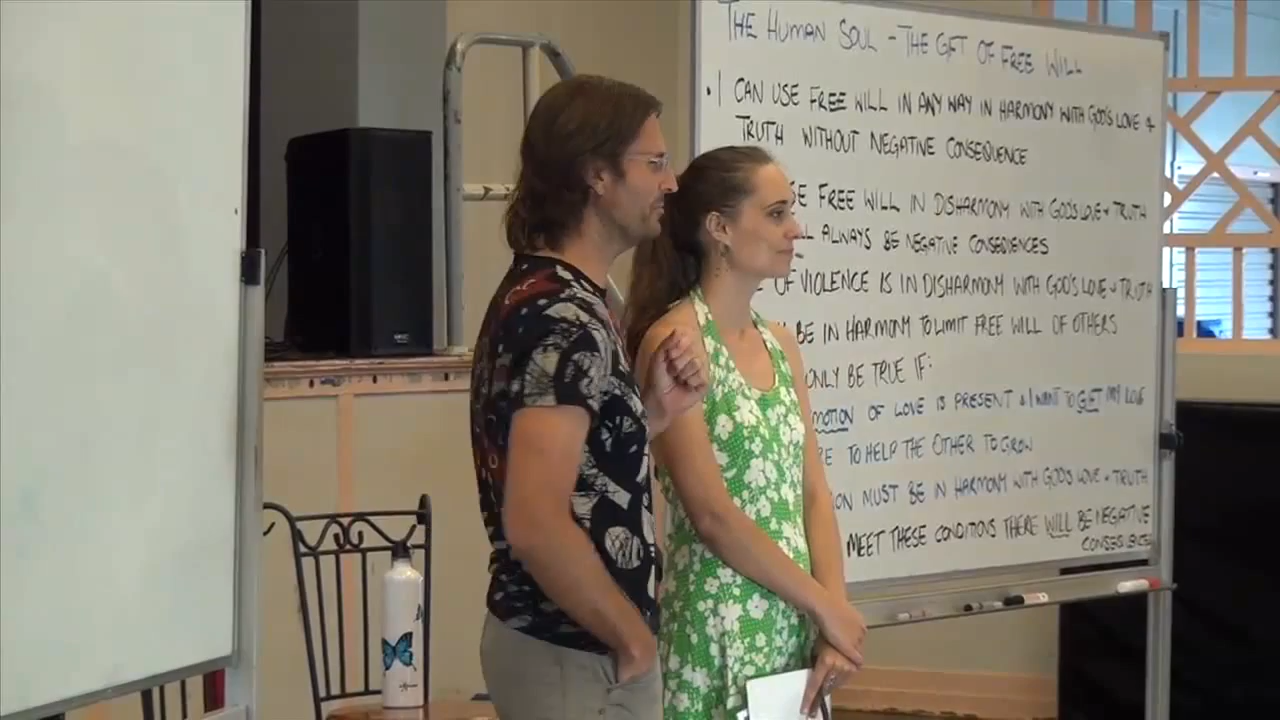 THE HUMAN SOUL - THE GIFT OF FREE WILL
• I CAN USE FREE WILL IN ANY WAY IN HARMONY WITH GOD'S LOVE +
TRUTH WITHOUT NEGATIVE CONSEQUENCE
SE FREE WILL IN DISHARMONY WITH GOD'S LOVE + TRUTH
LL ALWAYS BE NEGATIVE CONSEQUENCES
OF VIOLENCE IS IN DISHARMONY WITH GOD'S LOVE + TRUTH
BE IN HARMONY TO LIMIT FREE WILL OF OTHERS
ONLY BE TRUE IF:
MOTION OF LOVE IS PRESENT & I WANT TO GET MY LOVE
RE TO HELP THE OTHER TO GROW
ON MUST BE IN HARMONY WITH GOD'S LOVE + TRUTH
MEET THESE CONDITIONS THERE WILL BE NEGATIVE